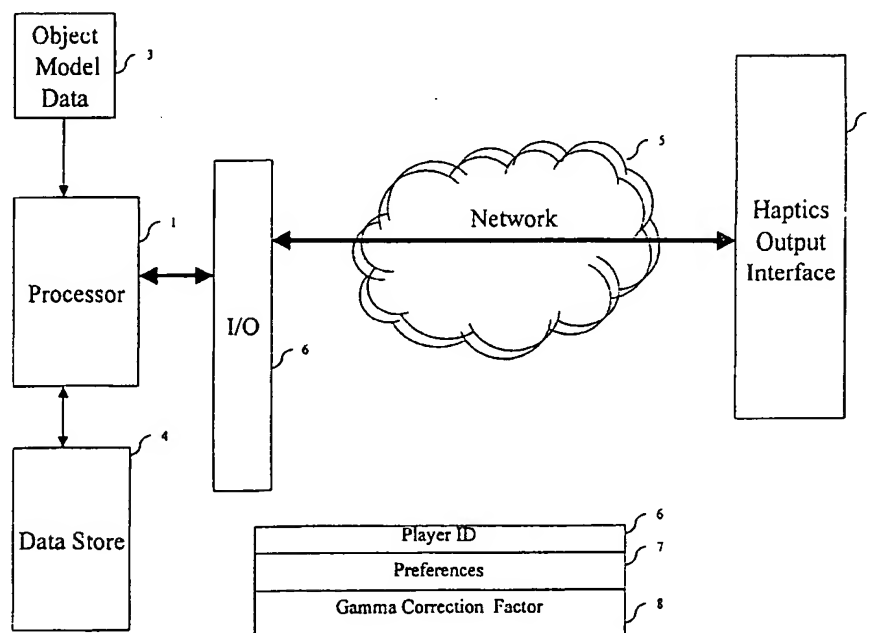 Object
Model
Data
3
5
1
Processor
I/O
6
Network
Haptics
Output
Interface
4
Data Store
Player ID
6
7
Preferences
Gamma Correction Factor
8